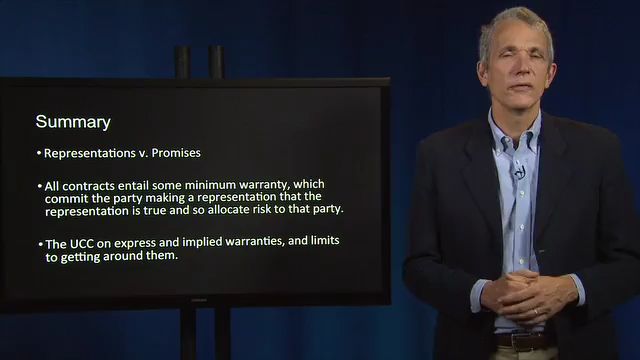 Summary
• Representations v. Promises
• All contracts entail some minimum warranty, which
commit the party making a representation that the
representation is true and so allocate risk to that party.
• The UCC on express and implied warranties, and limits
to getting around them.